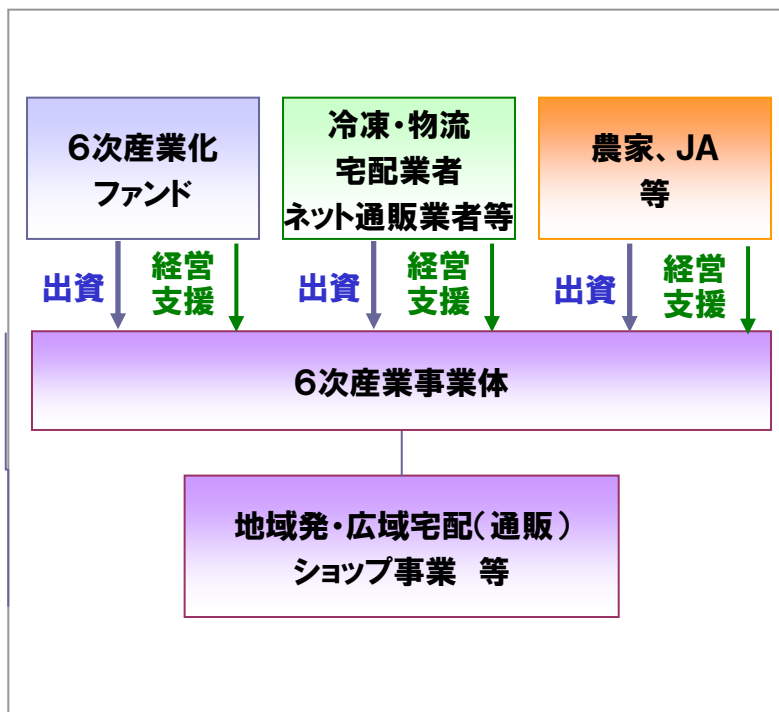 ６次産業化
ファンド
冷凍・物流
宅配業者
ネット通販業者等
農家、JA
等
出資
経営
支援
出資
経営
支援
出資
経営
支援
６次産業事業体
地域発・広域宅配（通販）
ショップ事業　等